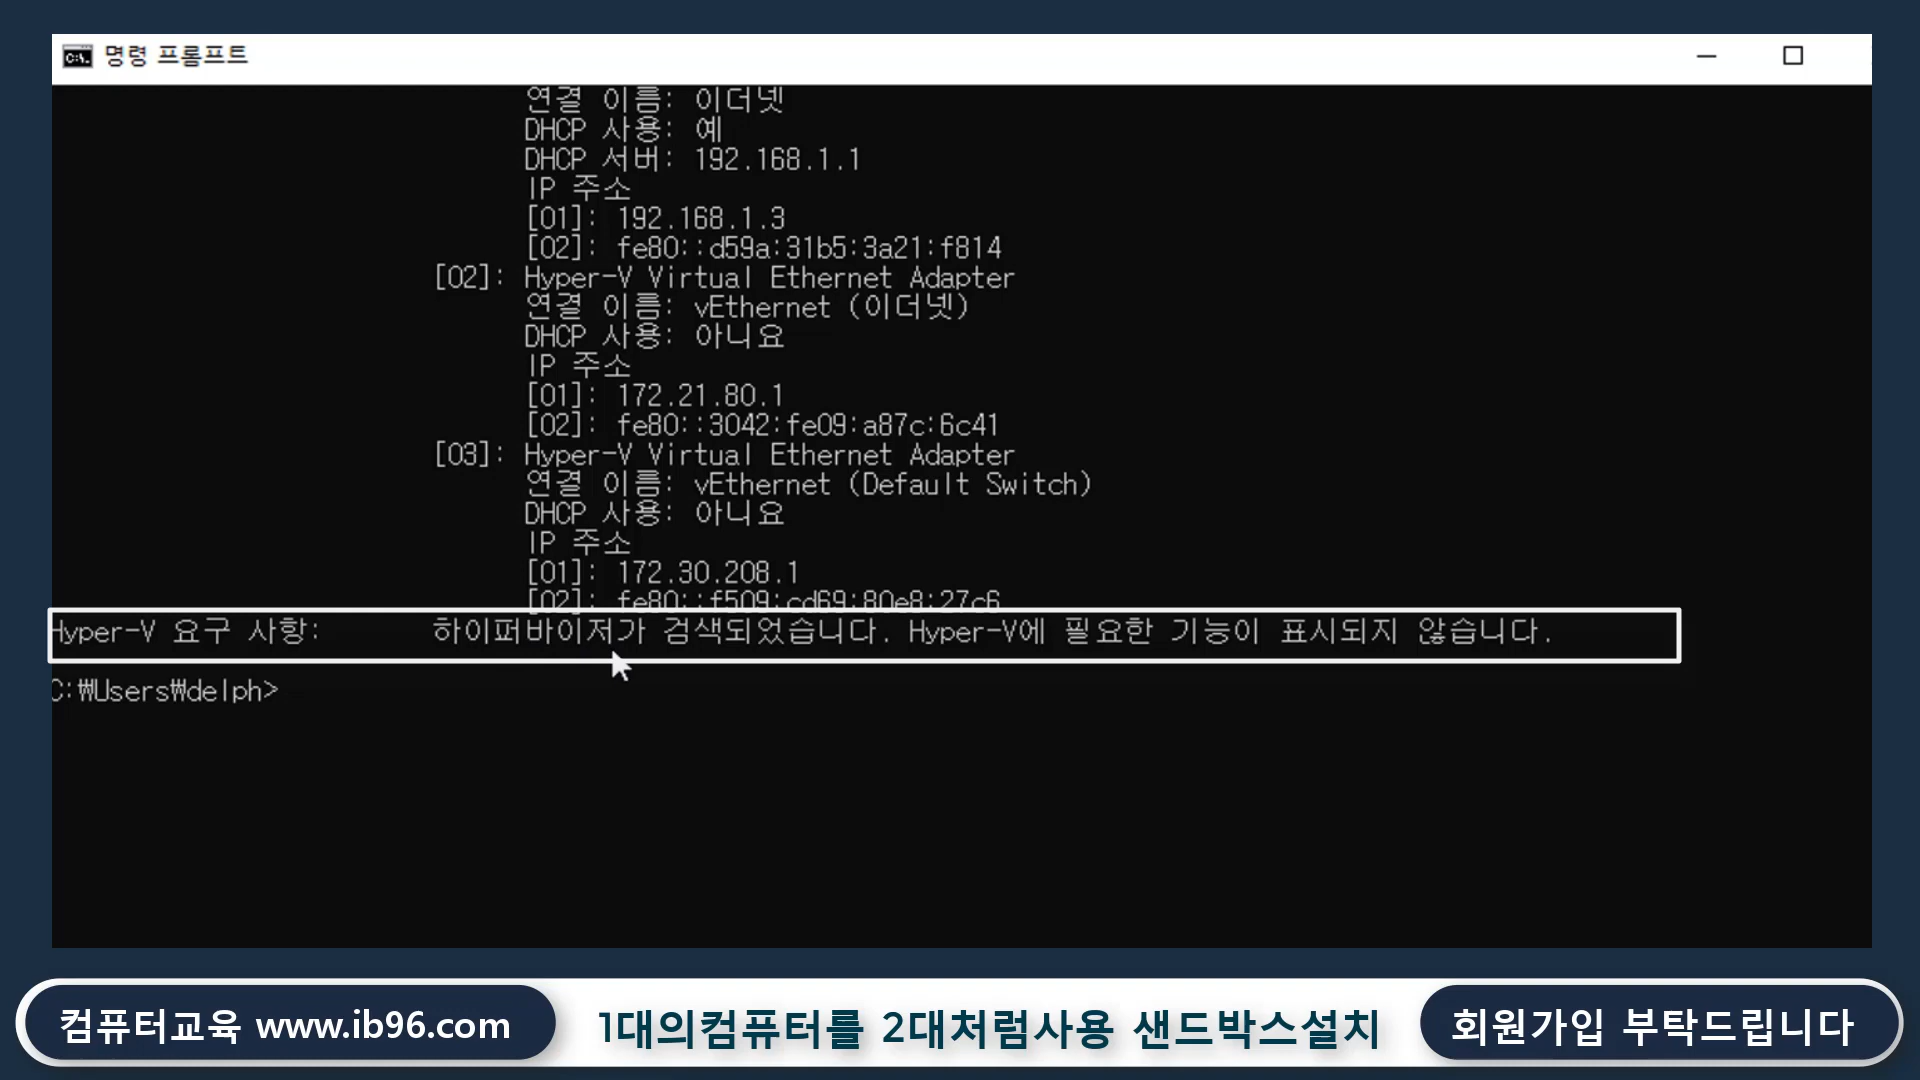 명령 프롬프트
연결 이름: 이더넷
DHCP 사용: 예
DHCP 서버: 192.168.1.1
IP 주소
[01]: 192.168.1.3
[02]: fe80::d59a:31b5:3a21:f814
[02]: Hyper-V Virtual Ethernet Adapter
연결 이름: vEthernet (이더넷)
DHCP 사용: 아니요
IP 주소
[01]: 172.21.80.1
[02]: fe80::3042:fe09:a87c:6c41
[03]: Hyper-V Virtual Ethernet Adapter
연결 이름: vEthernet (Default Switch)
DHCP 사용: 아니요
IP 주소
[01]: 172.30.208.1
[02]: fe80::f509:cd69:80e8:27c6
Hyper-V 요구 사항: 하이퍼바이저가 검색되었습니다. Hyper-V에 필요한 기능이 표시되지 않습니다.
C:₩Users₩delph>
컴퓨터교육 www.ib96.com
1대의컴퓨터를 2대처럼사용 샌드박스설치
회원가입 부탁드립니다